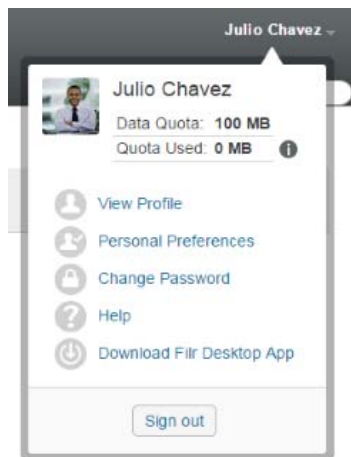 Julio Chavez
Julio Chavez
Data Quota: 100 MB
Quota Used: 0 MB
View Profile
Personal Preferences
Change Password
Help
Download Filr Desktop App
Sign out